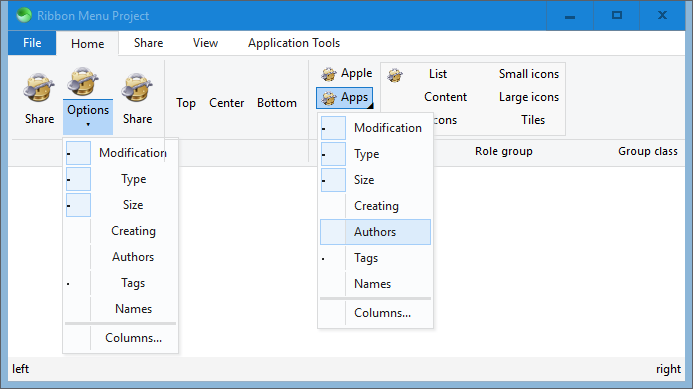 Ribbon Menu Project
File Home Share View Application Tools
Share Options Share Top Center Bottom Apple Apps List Small icons
Content Large icons
Tiles
Role group Group class
Modification
Type
Size
Creating
Authors
Tags
Names
Columns...
Modification
Type
Size
Creating
Authors
Tags
Names
Columns...
left right